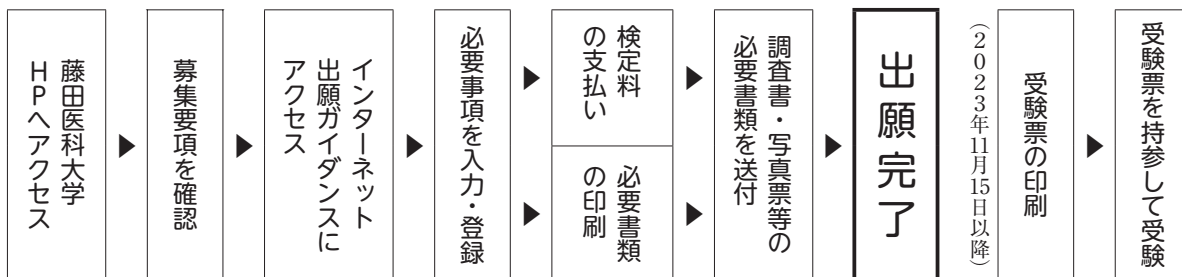 藤田医科大学
HPへアクセス
▶
募集要項を確認
▶
インターネット
出願ガイダンスに
アクセス
▶
必要事項を入力・登録
▶
検定料
の支払い
▶
必要書類
の印刷
▶
調査書・写真票等の
必要書類を送付
▶
出願完了
受験票の印刷
（2023年11月15日以降）
▶
受験票を持参して受験